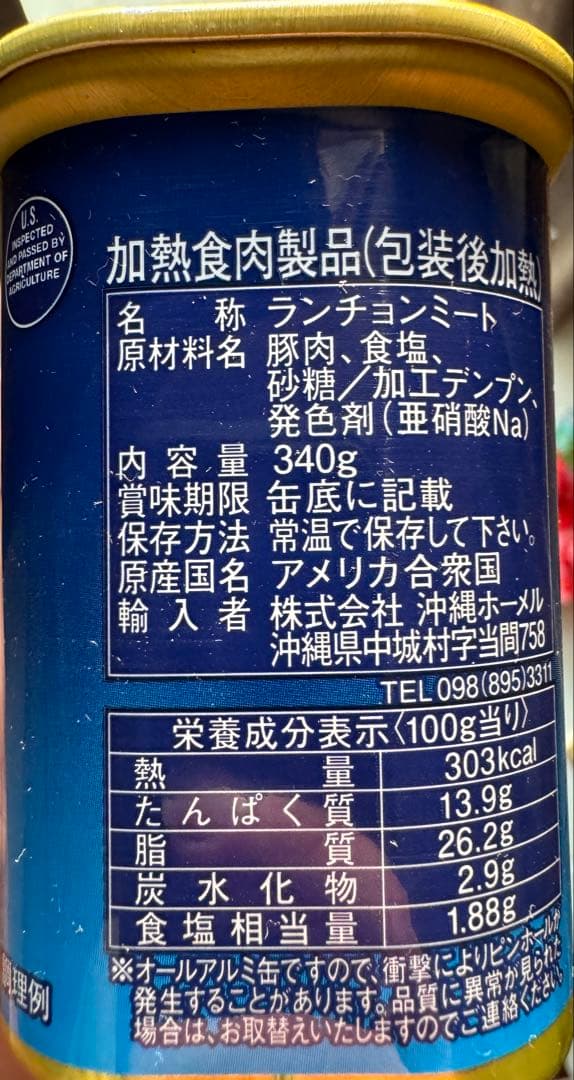 U.S.
INSPECTED
AND PASSED BY
DEPARTMENT OF
AGRICULTURE
加熱食肉製品(包装後加熱)
名称 ランチョンミート
原材料名 豚肉、食塩、
砂糖/加工デンプン、
発色剤(亜硝酸Na)
内容量 340g
賞味期限 缶底に記載
保存方法 常温で保存して下さい。
原産国名 アメリカ合衆国
輸入者 株式会社 沖縄ホーメル
沖縄県中城村字当間758
TEL 098(895)3311
栄養成分表示〈100g当り〉
熱量 303kcal
たんぱく質 13.9g
脂質 26.2g
炭水化物 2.9g
食塩相当量 1.88g
※オールアルミ缶ですので、衝撃によりピンホールが
発生することがあります。品質に異常が見られた
場合は、お取替えいたしますのでご連絡ください。
調理例